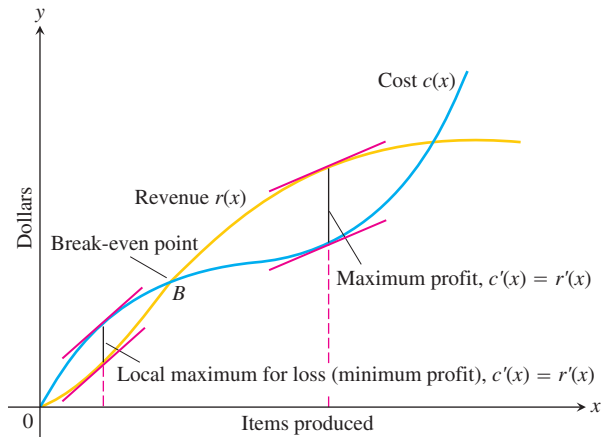 y
Cost c(x)
Revenue r(x)
Break-even point
B
Maximum profit, c′(x) = r′(x)
Local maximum for loss (minimum profit), c′(x) = r′(x)
Dollars
0
Items produced
x